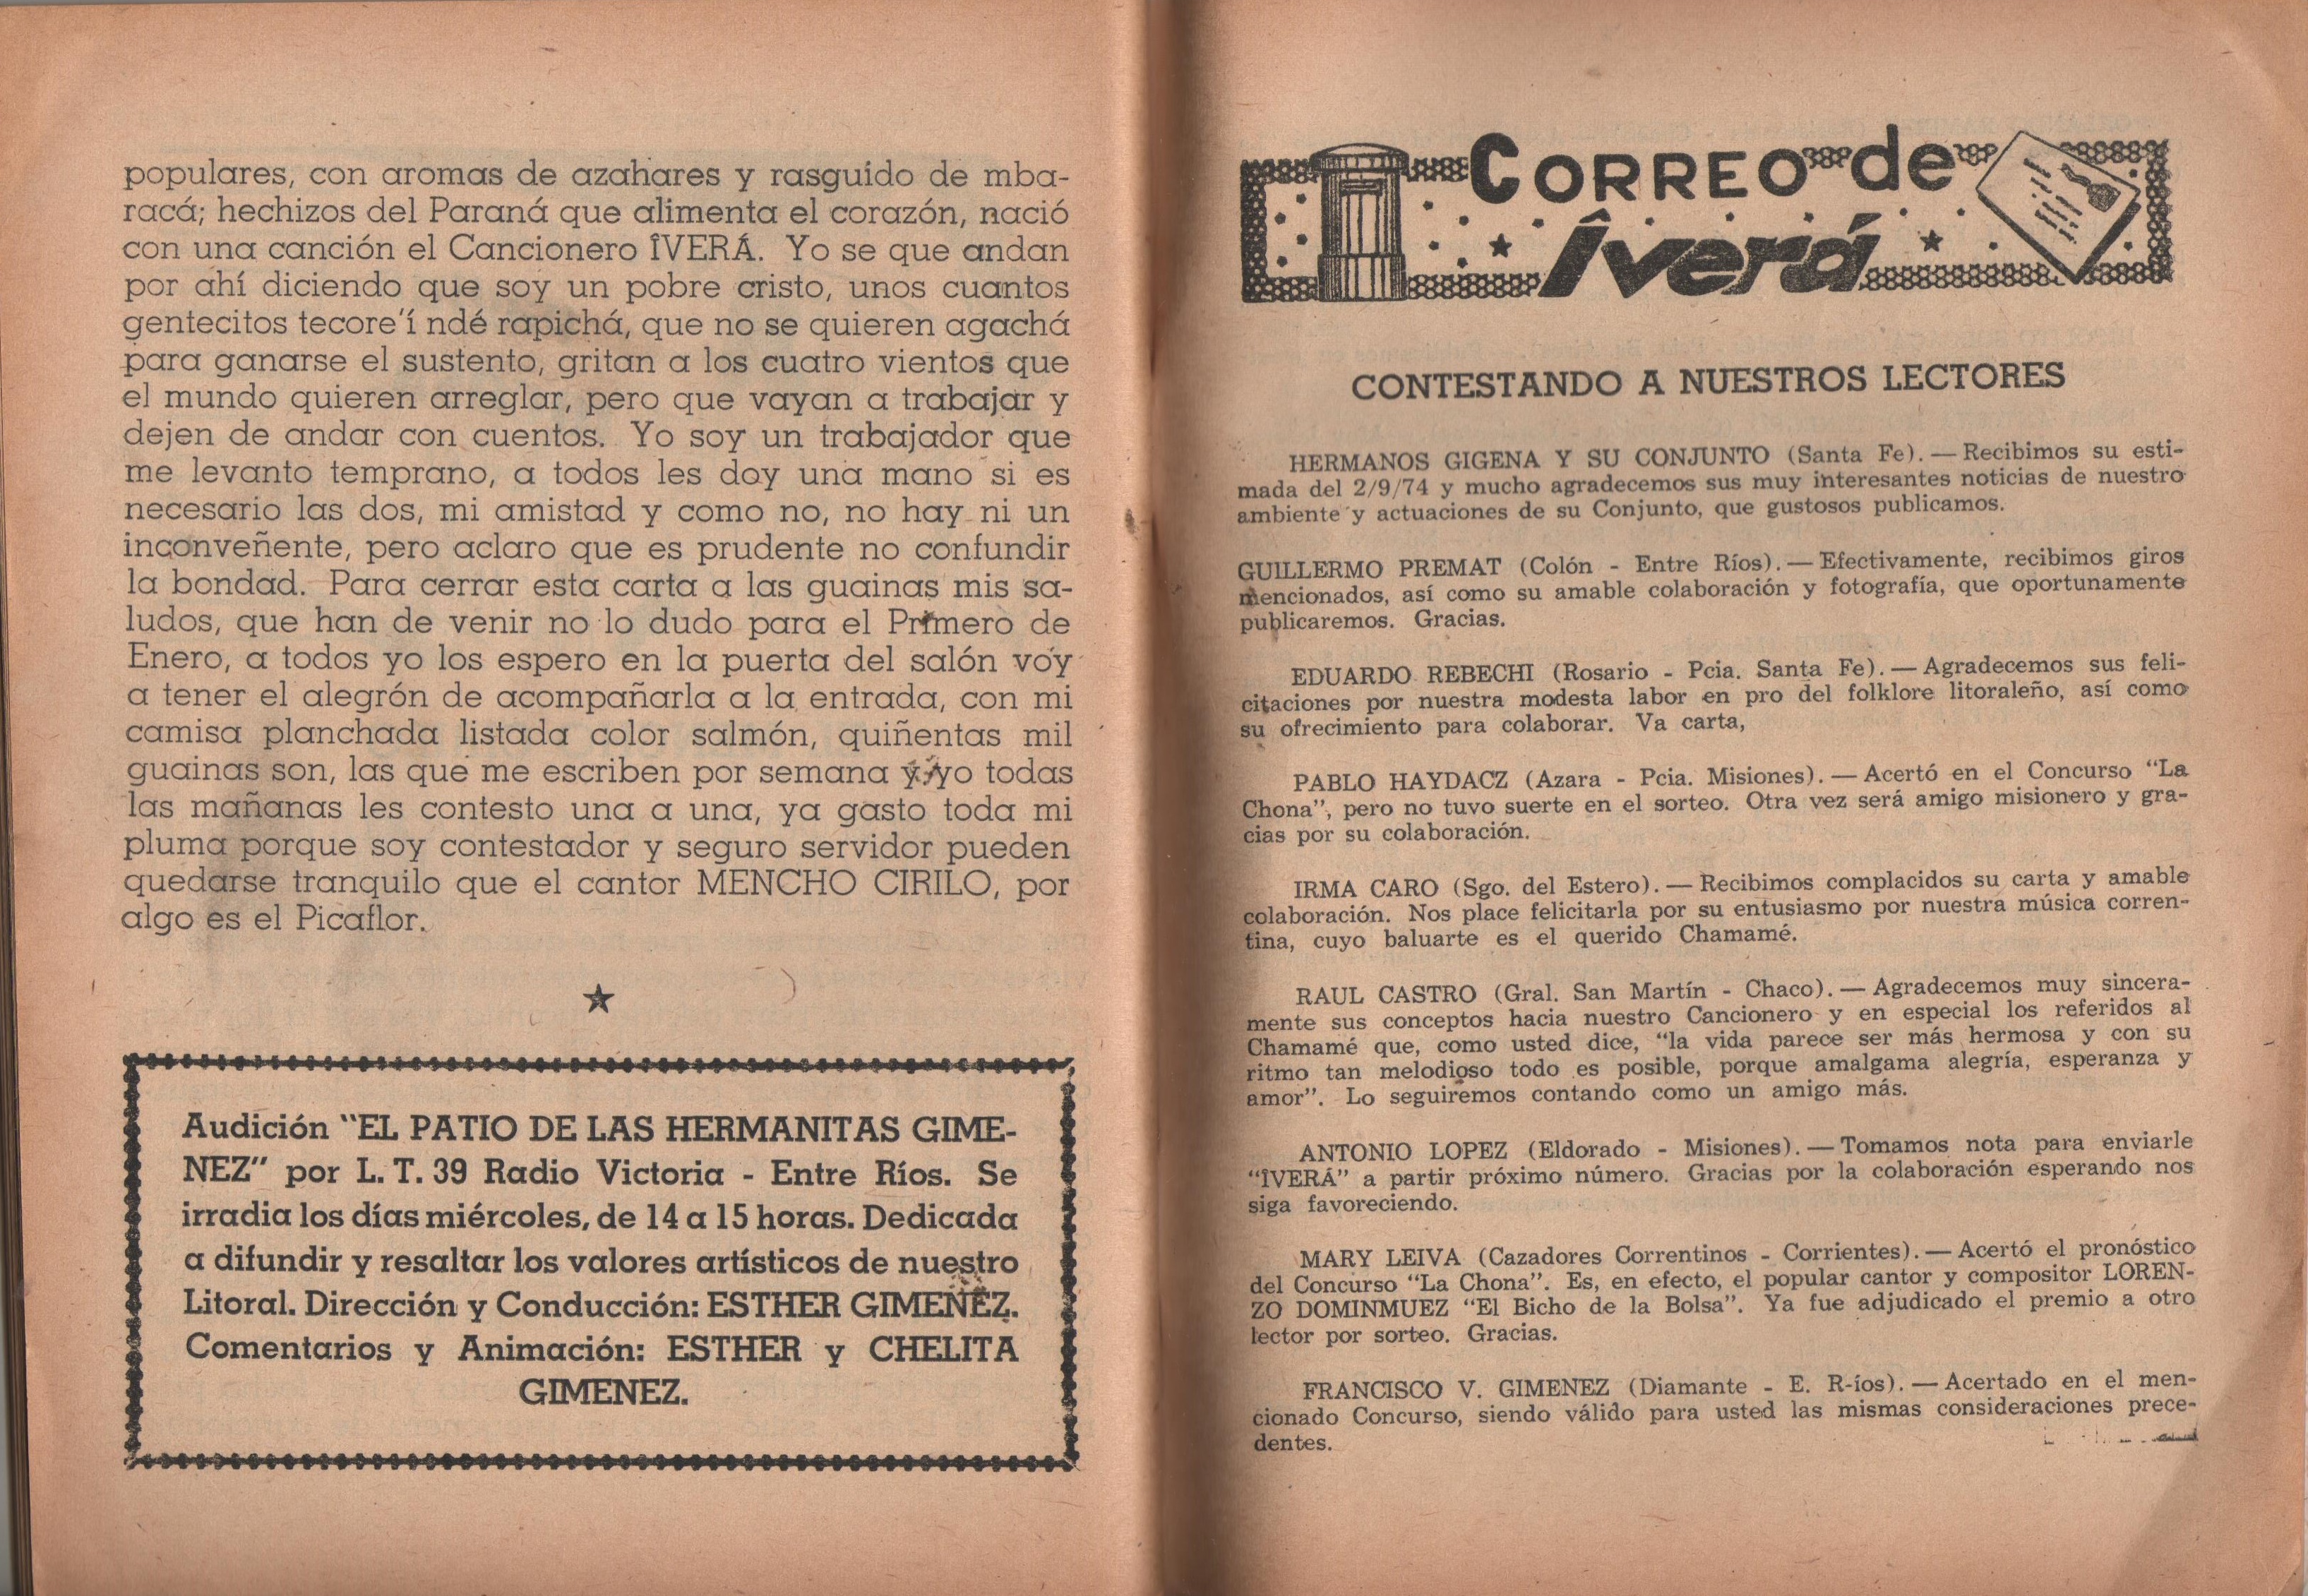 populares, con aromas de azahares y rasguido de mba-
racá; hechizos del Paraná que alimenta el corazón, nació
con una canción el Cancionero ÎVERÁ. Yo se que andan
por ahí diciendo que soy un pobre cristo, unos cuantos
gentecitos tecore'í ndé rapichá, que no se quieren agachá
para ganarse el sustento, gritan a los cuatro vientos que
el mundo quieren arreglar, pero que vayan a trabajar y
dejen de andar con cuentos. Yo soy un trabajador que
me levanto temprano, a todos les doy una mano si es
necesario las dos, mi amistad y como no, no hay ni un
inconveñente, pero aclaro que es prudente no confundir
la bondad. Para cerrar esta carta a las guainas mis sa-
ludos, que han de venir no lo dudo para el Primero de
Enero, a todos yo los espero en la puerta del salón voy
a tener el alegrón de acompañarla a la entrada, con mi
camisa planchada listada color salmón, quiñentas mil
guainas son, las que me escriben por semana y yo todas
las mañanas les contesto una a una, ya gasto toda mi
pluma porque soy contestador y seguro servidor pueden
quedarse tranquilo que el cantor MENCHO CIRILO, por
algo es el Picaflor.
Audición "EL PATIO DE LAS HERMANITAS GIME-
NEZ" por L. T. 39 Radio Victoria - Entre Ríos. Se
irradia los días miércoles, de 14 a 15 horas. Dedicada
a difundir y resaltar los valores artísticos de nuestro
Litoral. Dirección y Conducción: ESTHER GIMENEZ.
Comentarios y Animación: ESTHER y CHELITA
GIMENEZ.
CORREO de
Îverá
CONTESTANDO A NUESTROS LECTORES
HERMANOS GIGENA Y SU CONJUNTO (Santa Fe). — Recibimos su esti-
mada del 2/9/74 y mucho agradecemos sus muy interesantes noticias de nuestro
ambiente y actuaciones de su Conjunto, que gustosos publicamos.
GUILLERMO PREMAT (Colón - Entre Ríos). — Efectivamente, recibimos giros
mencionados, así como su amable colaboración y fotografía, que oportunamente
publicaremos. Gracias.
EDUARDO REBECHI (Rosario - Pcia. Santa Fe). — Agradecemos sus feli-
citaciones por nuestra modesta labor en pro del folklore litoraleño, así como
su ofrecimiento para colaborar. Va carta,
PABLO HAYDACZ (Azara - Pcia. Misiones). — Acertó en el Concurso "La
Chona", pero no tuvo suerte en el sorteo. Otra vez será amigo misionero y gra-
cias por su colaboración.
IRMA CARO (Sgo. del Estero). — Recibimos complacidos su carta y amable
colaboración. Nos place felicitarla por su entusiasmo por nuestra música corren-
tina, cuyo baluarte es el querido Chamamé.
RAUL CASTRO (Gral. San Martín - Chaco). — Agradecemos muy sincera-
mente sus conceptos hacia nuestro Cancionero y en especial los referidos al
Chamamé que, como usted dice, "la vida parece ser más hermosa y con su
ritmo tan melodioso todo es posible, porque amalgama alegría, esperanza y
amor". Lo seguiremos contando como un amigo más.
ANTONIO LOPEZ (Eldorado - Misiones). — Tomamos nota para enviarle
"ÎVERÁ" a partir próximo número. Gracias por la colaboración esperando nos
siga favoreciendo.
MARY LEIVA (Cazadores Correntinos - Corrientes). — Acertó el pronóstico
del Concurso "La Chona". Es, en efecto, el popular cantor y compositor LOREN-
ZO DOMINMUEZ "El Bicho de la Bolsa". Ya fue adjudicado el premio a otro
lector por sorteo. Gracias.
FRANCISCO V. GIMENEZ (Diamante - E. R-íos). — Acertado en el men-
cionado Concurso, siendo válido para usted las mismas consideraciones prece-
dentes.